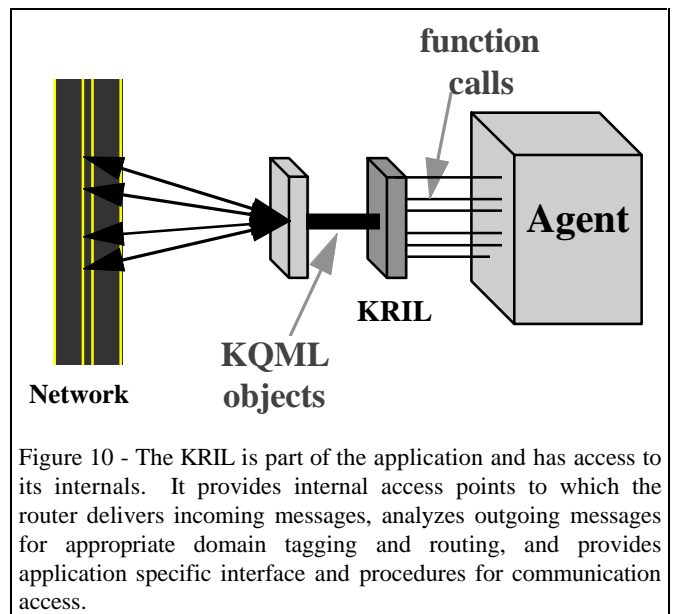 function
calls
Agent
KRIL
KQML
objects
Network
Figure 10 - The KRIL is part of the application and has access to
its internals. It provides internal access points to which the
router delivers incoming messages, analyzes outgoing messages
for appropriate domain tagging and routing, and provides
application specific interface and procedures for communication
access.